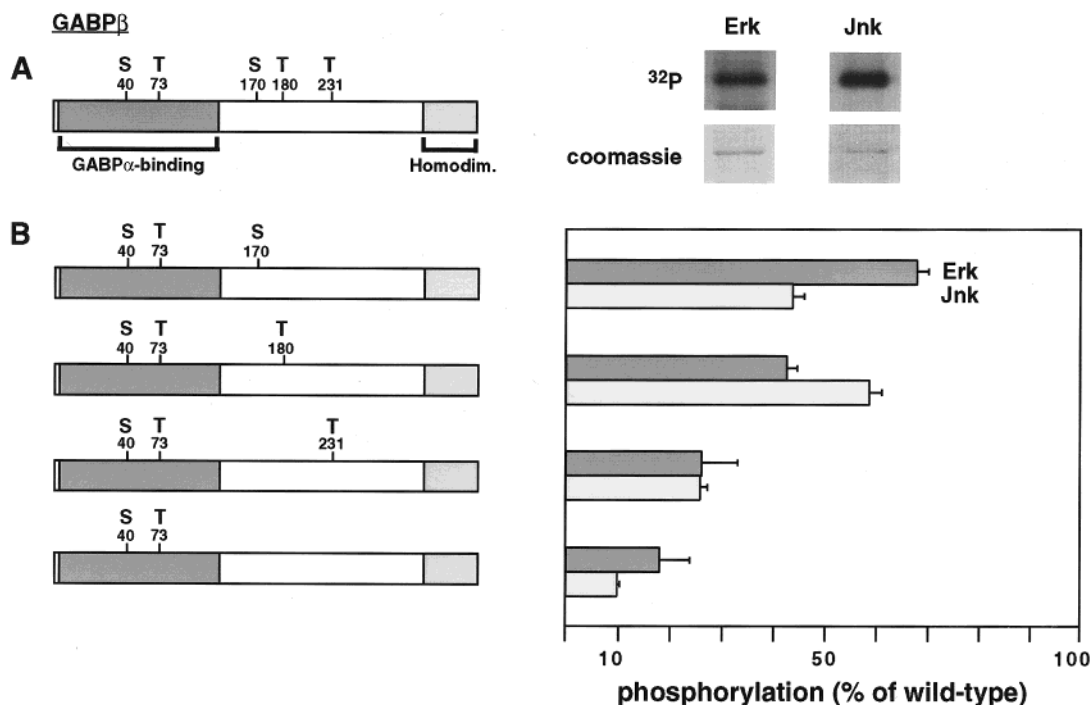 GABPβ
A
S T S T T
40 73 170 180 231
GABPα-binding Homodim.
Erk Jnk
32P
coomassie
B
S T S
40 73 170
S T T
40 73 180
S T T
40 73 231
S T
40 73
Erk
Jnk
10 50 100
phosphorylation (% of wild-type)